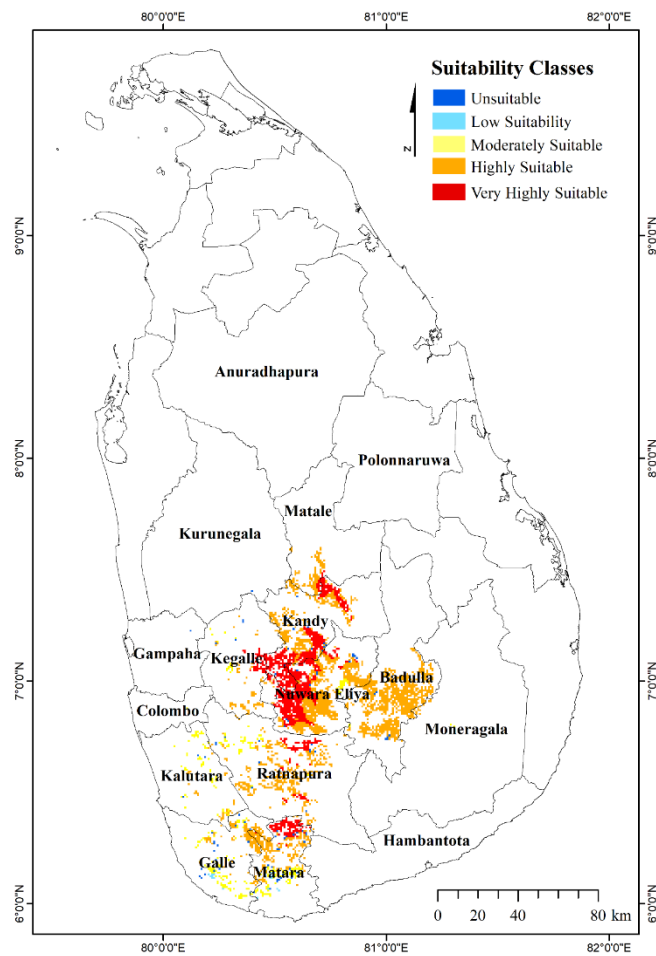 80°0'0"E 81°0'0"E 82°0'0"E
Suitability Classes
Unsuitable
Low Suitability
Moderately Suitable
Highly Suitable
Very Highly Suitable
N
9°0'0"N 9°0'0"N
Anuradhapura
8°0'0"N 8°0'0"N
Polonnaruwa
Matale
Kurunegala
Kandy
Gampaha
Kegalle
7°0'0"N 7°0'0"N
Badulla
Nuwara Eliya
Colombo
Moneragala
Kalutara
Ratnapura
Hambantota
Galle
Matara
6°0'0"N 6°0'0"N
0 20 40 80 km
80°0'0"E 81°0'0"E 82°0'0"E